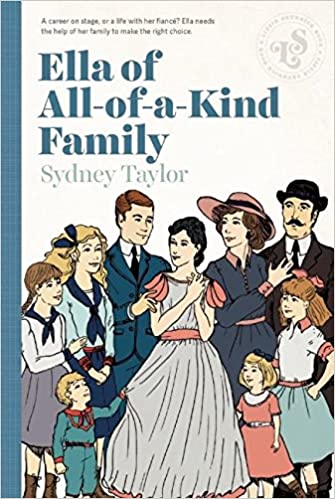 A career on stage, or a life with her fiancé? Ella needs
the help of her family to make the right choice.
Ella of
All-of-a-Kind
Family
Sydney Taylor
LS